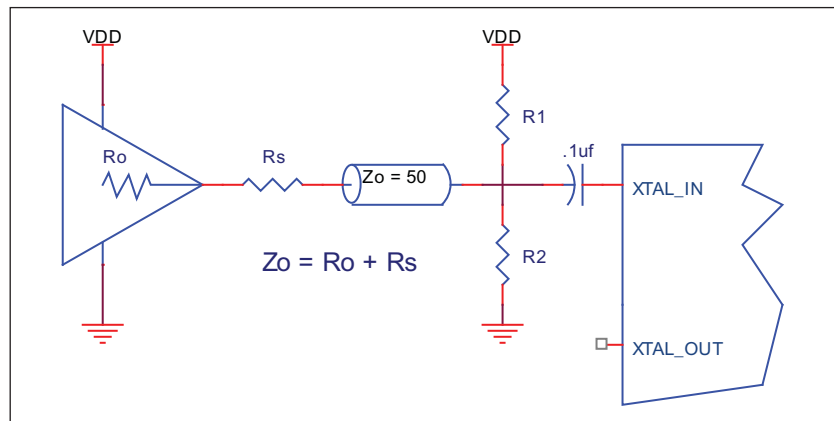 VDD
VDD
R1
Ro
Rs
.1uf
Zo = 50
XTAL_IN
R2
Zo = Ro + Rs
XTAL_OUT